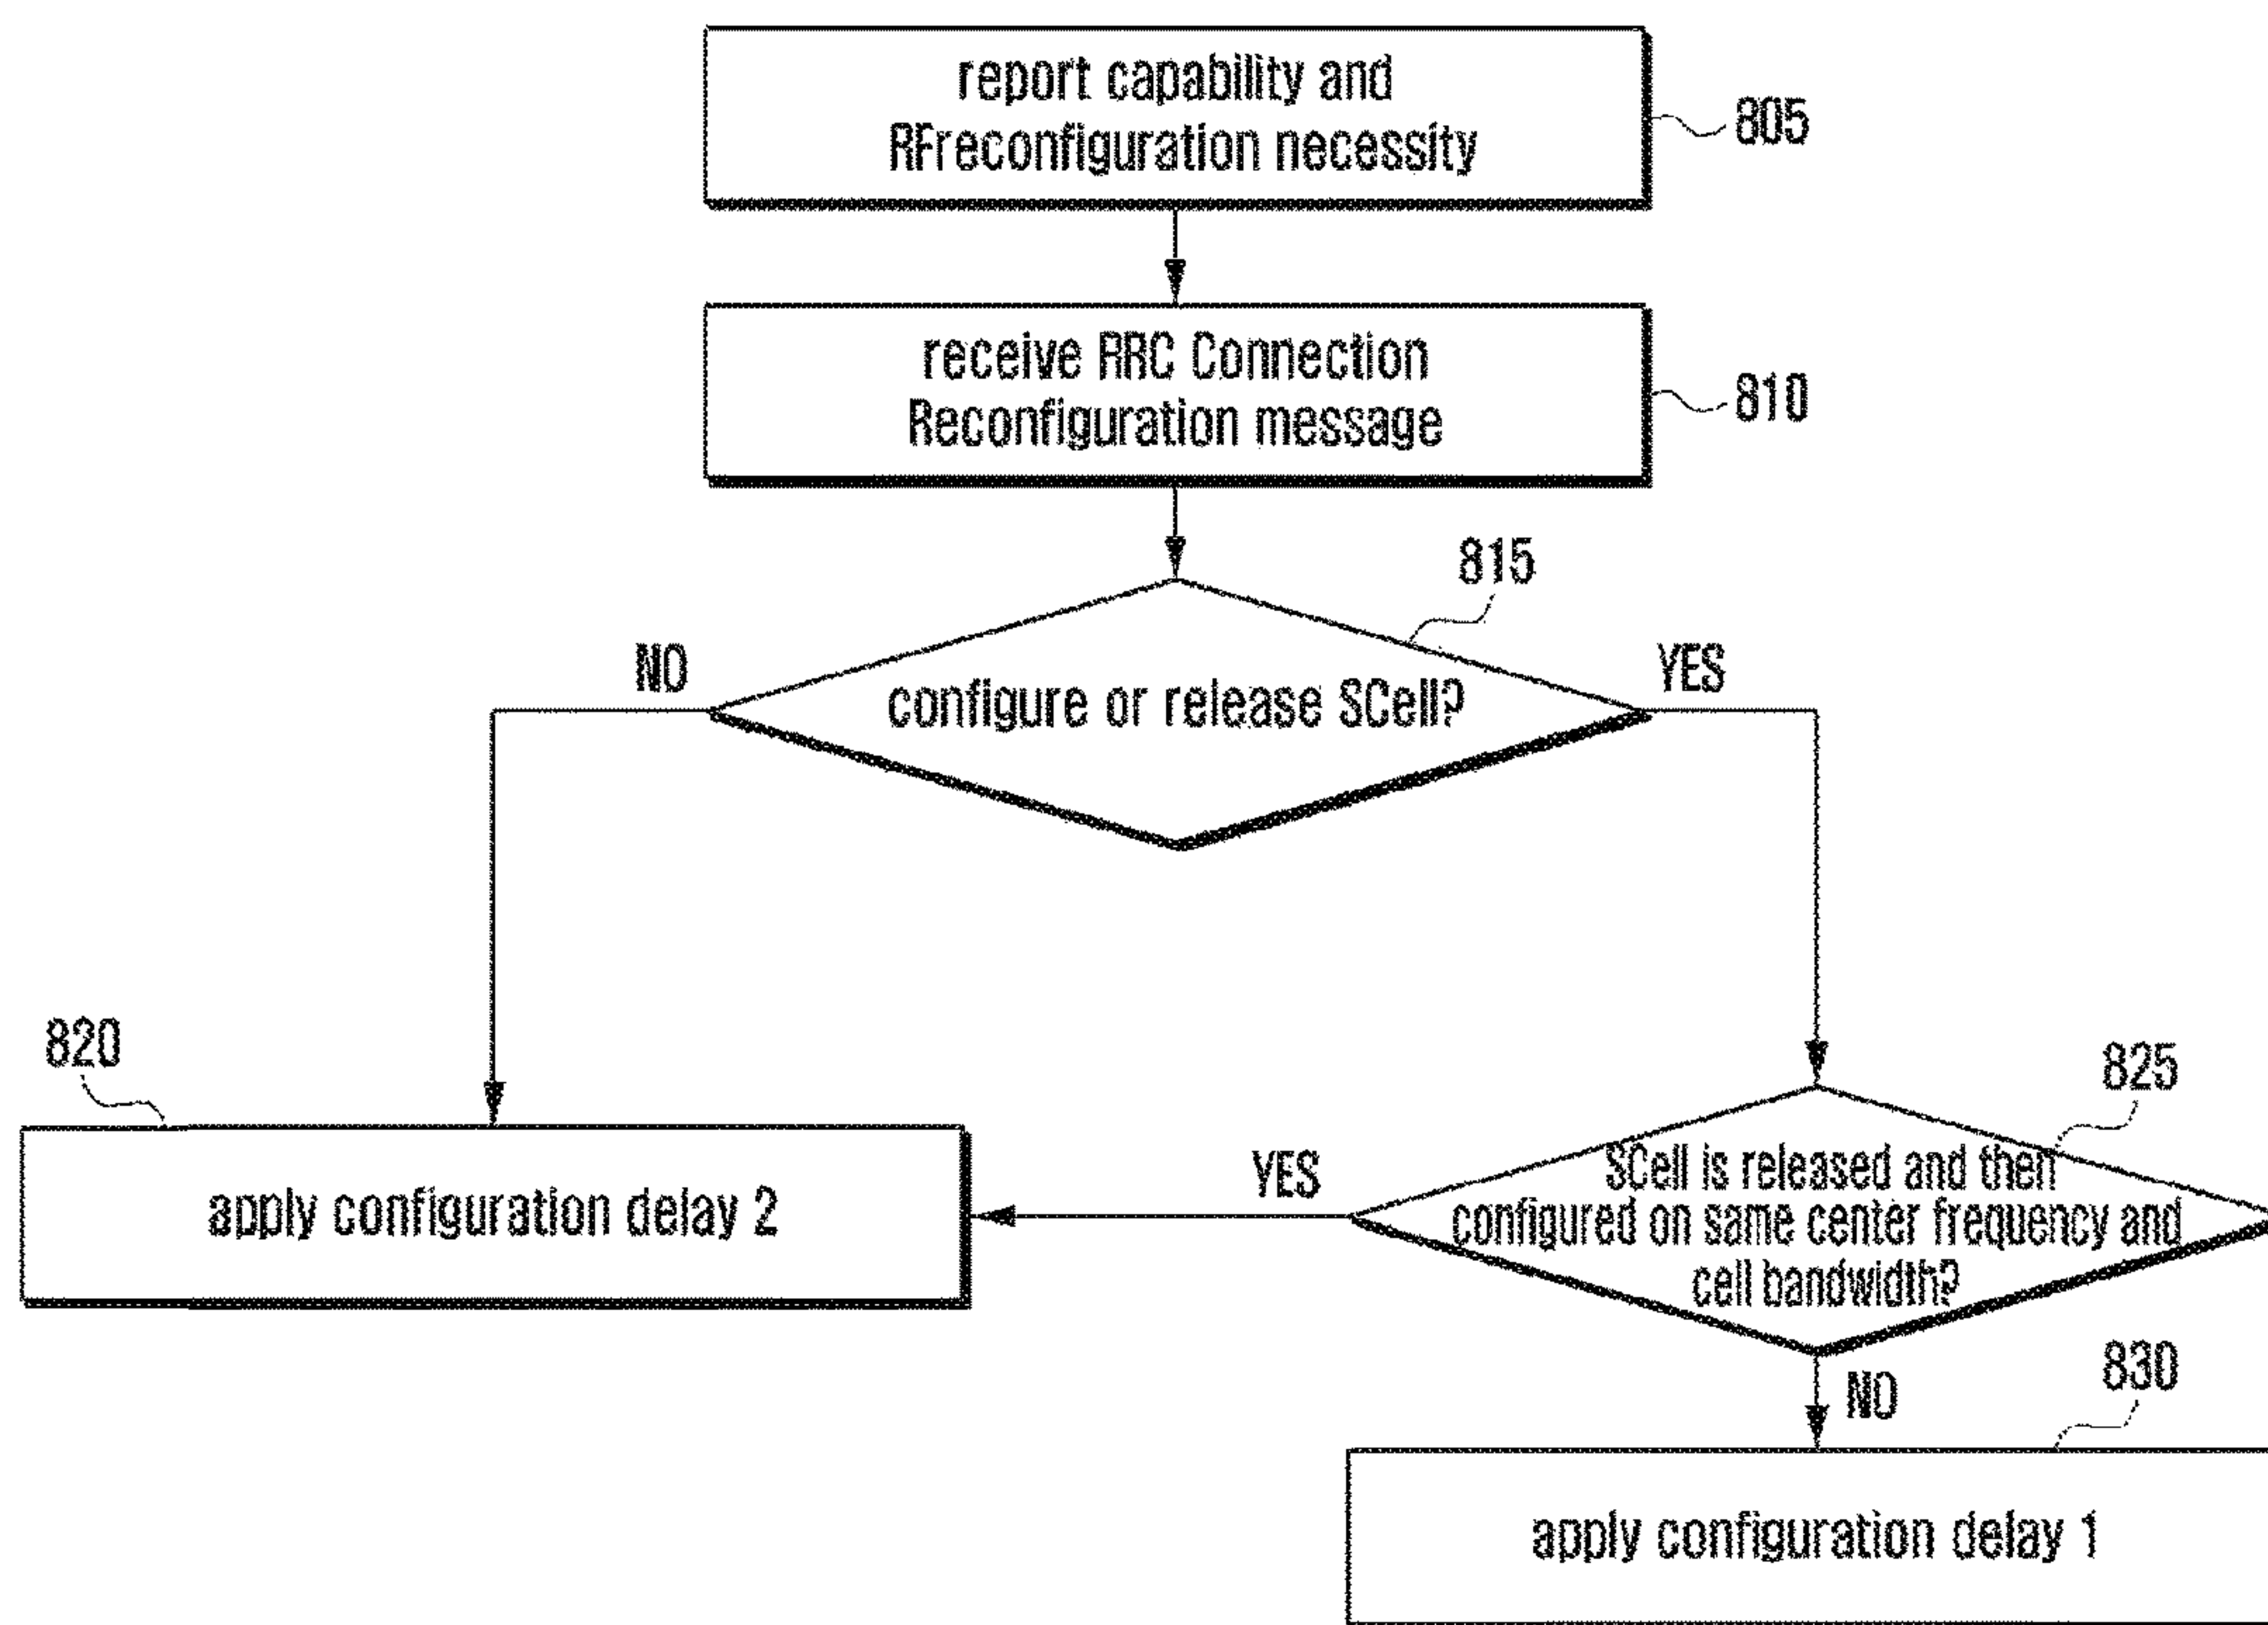 report capability and
RFreconfiguration necessity
805
receive RRC Connection
Reconfiguration message
810
815
NO
YES
configure or release SCell?
820
825
apply configuration delay 2
YES
SCell is released and then
configured on same center frequency and
cell bandwidth?
NO
830
apply configuration delay 1